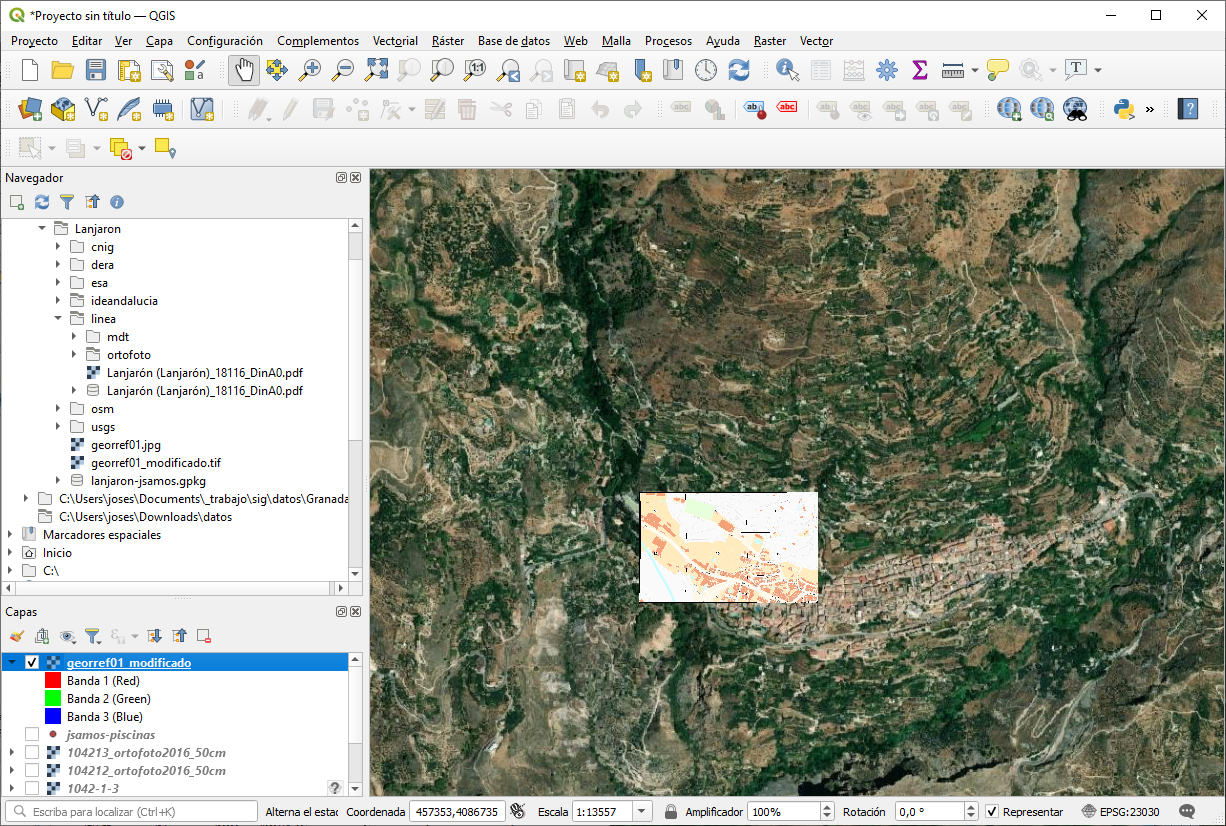 *Proyecto sin título — QGIS
Proyecto Editar Ver Capa Configuración Complementos Vectorial Ráster Base de datos Web Malla Procesos Ayuda Raster Vector
Navegador
Lanjaron
cnig
dera
esa
ideandalucia
linea
mdt
ortofoto
Lanjarón (Lanjarón)_18116_DinA0.pdf
Lanjarón (Lanjarón)_18116_DinA0.pdf
osm
usgs
georref01.jpg
georref01_modificado.tif
lanjaron-jsamos.gpkg
C:\Users\joses\Documents\_trabajo\sig\datos\Granada
C:\Users\joses\Downloads\datos
Marcadores espaciales
Inicio
C:\
Capas
georref01_modificado
Banda 1 (Red)
Banda 2 (Green)
Banda 3 (Blue)
jsamos-piscinas
104213_ortofoto2016_50cm
104212_ortofoto2016_50cm
1042-1-3
Escriba para localizar (Ctrl+K) Alterna el estac Coordenada 457353,4086735 Escala 1:13557 Amplificador 100% Rotación 0,0 ° Representar EPSG:23030